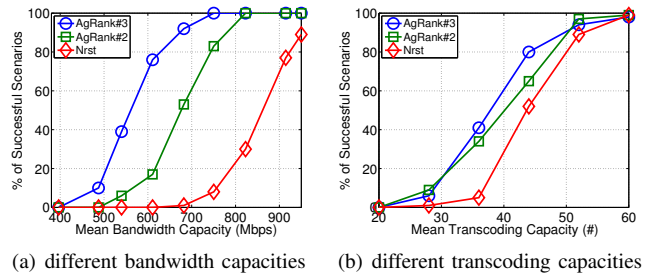 % of Successful Scenarios
100
80
60
40
20
0
AgRank#3
AgRank#2
Nrst
400 500 600 700 800 900
Mean Bandwidth Capacity (Mbps)
(a) different bandwidth capacities
% of Successful Scenarios
100
80
60
40
20
0
AgRank#3
AgRank#2
Nrst
20 30 40 50 60
Mean Transcoding Capacity (#)
(b) different transcoding capacities